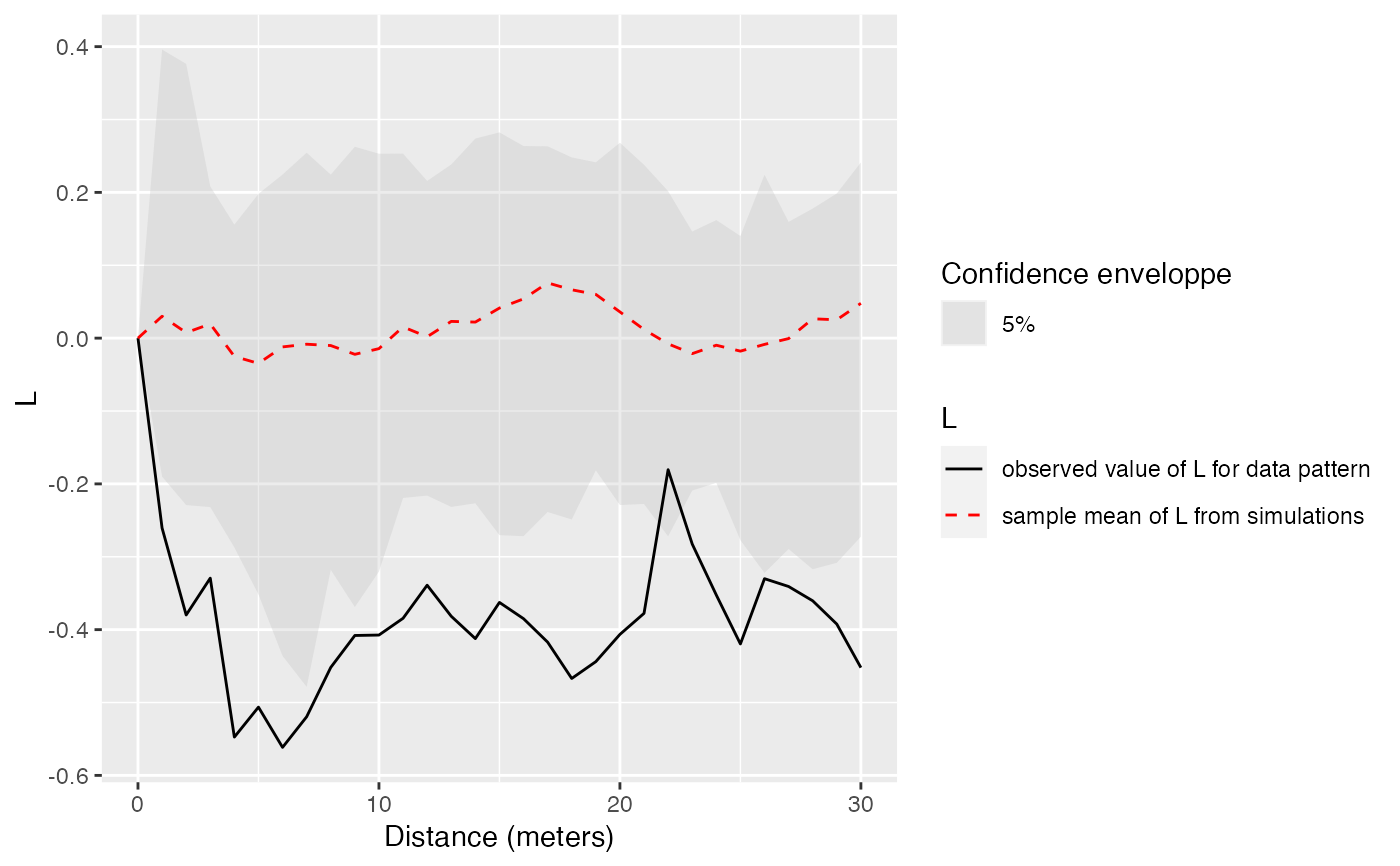 0.4
0.2
0.0
-0.2
-0.4
-0.6
L
0
10
20
30
Distance (meters)
Confidence enveloppe
5%
L
observed value of L for data pattern
sample mean of L from simulations